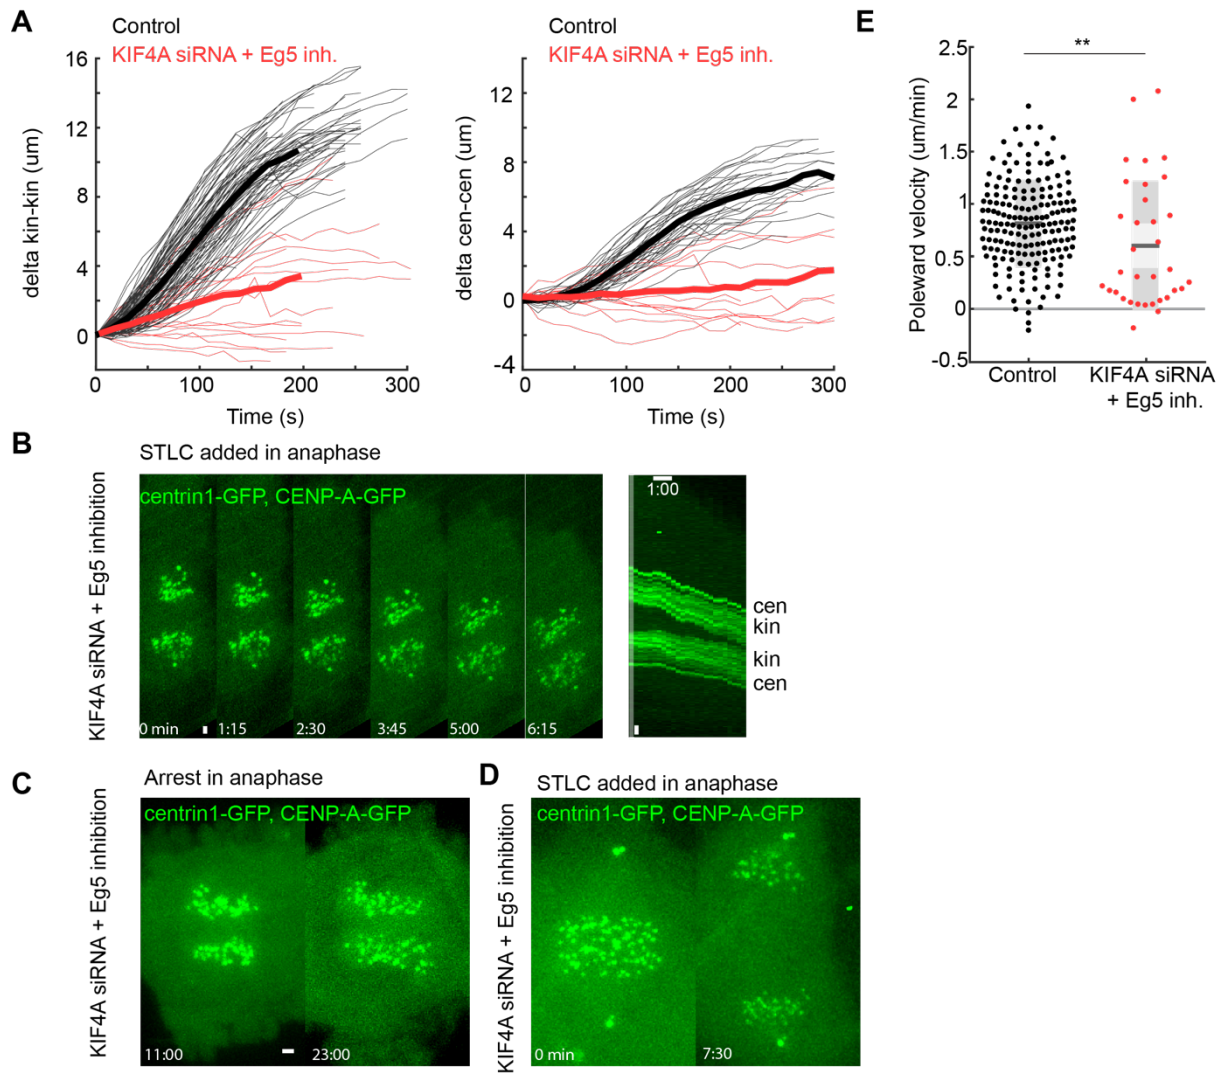 A
Control
KIF4A siRNA + Eg5 inh.
delta kin-kin (um)
16
12
8
4
0
0
100
200
300
Time (s)
Control
KIF4A siRNA + Eg5 inh.
delta cen-cen (um)
12
8
4
0
-4
0
100
200
300
Time (s)
E
**
Poleward velocity (um/min)
2.5
2
1.5
1
0.5
0
-0.5
Control
KIF4A siRNA
+ Eg5 inh.
B
STLC added in anaphase
KIF4A siRNA + Eg5 inhibition
centrin1-GFP, CENP-A-GFP
0 min
1:15
2:30
3:45
5:00
6:15
1:00
cen
kin
kin
cen
C
Arrest in anaphase
KIF4A siRNA + Eg5 inhibition
centrin1-GFP, CENP-A-GFP
11:00
23:00
D
STLC added in anaphase
KIF4A siRNA + Eg5 inhibition
centrin1-GFP, CENP-A-GFP
0 min
7:30